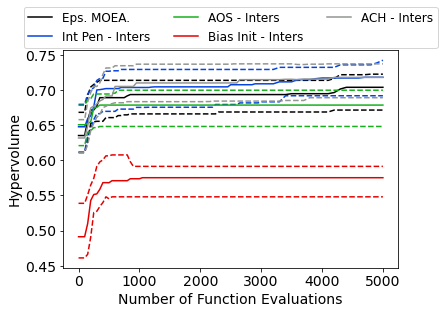 Eps. MOEA. AOS - Inters ACH - Inters
Int Pen - Inters Bias Init - Inters
0.75
0.70
0.65
0.60
0.55
0.50
0.45
Hypervolume
0 1000 2000 3000 4000 5000
Number of Function Evaluations